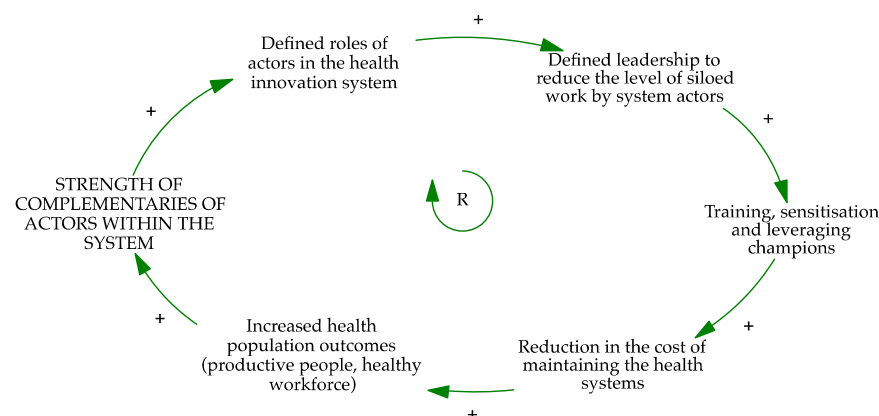 +
Defined roles of
actors in the health
innovation system
Defined leadership to
reduce the level of siloed
work by system actors
+
+
STRENGTH OF
COMPLEMENTARIES OF
ACTORS WITHIN THE
SYSTEM
R
Training, sensitisation
and leveraging
champions
+
+
Increased health
population outcomes
(productive people, healthy
workforce)
Reduction in the cost of
maintaining the health
systems
+